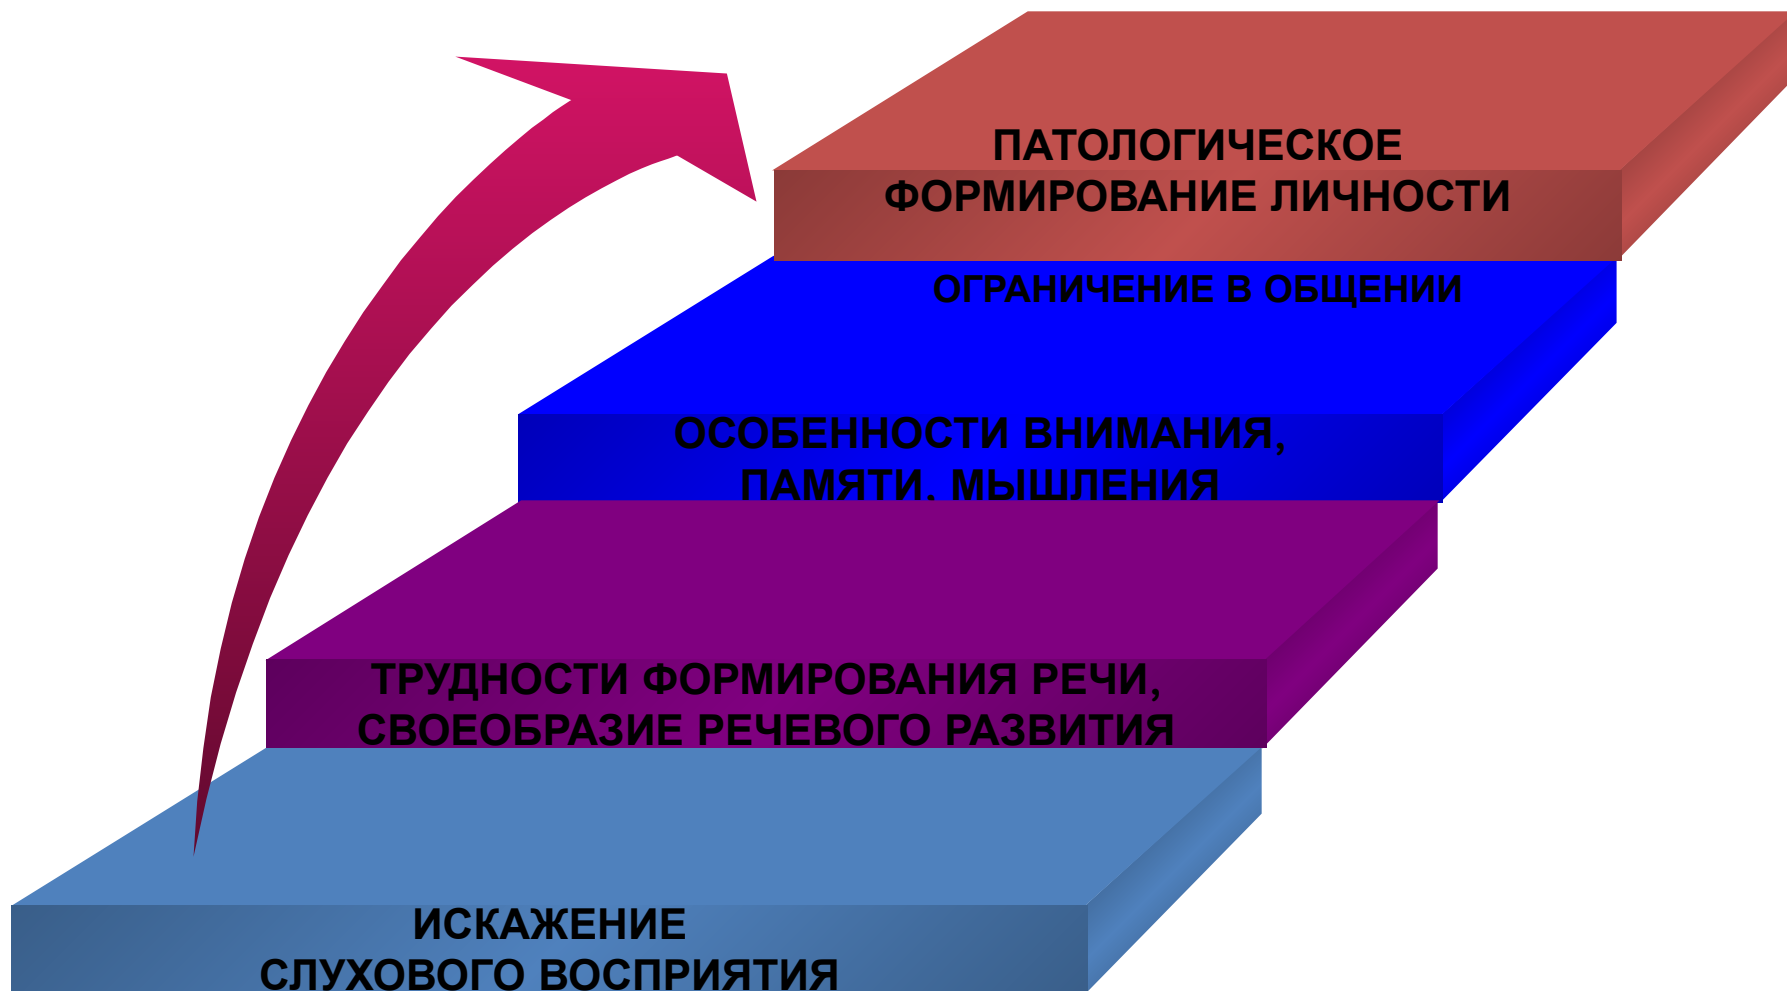 ПАТОЛОГИЧЕСКОЕ
ФОРМИРОВАНИЕ ЛИЧНОСТИ
ОГРАНИЧЕНИЕ В ОБЩЕНИИ
ОСОБЕННОСТИ ВНИМАНИЯ,
ПАМЯТИ, МЫШЛЕНИЯ
ТРУДНОСТИ ФОРМИРОВАНИЯ РЕЧИ,
СВОЕОБРАЗИЕ РЕЧЕВОГО РАЗВИТИЯ
ИСКАЖЕНИЕ
СЛУХОВОГО ВОСПРИЯТИЯ